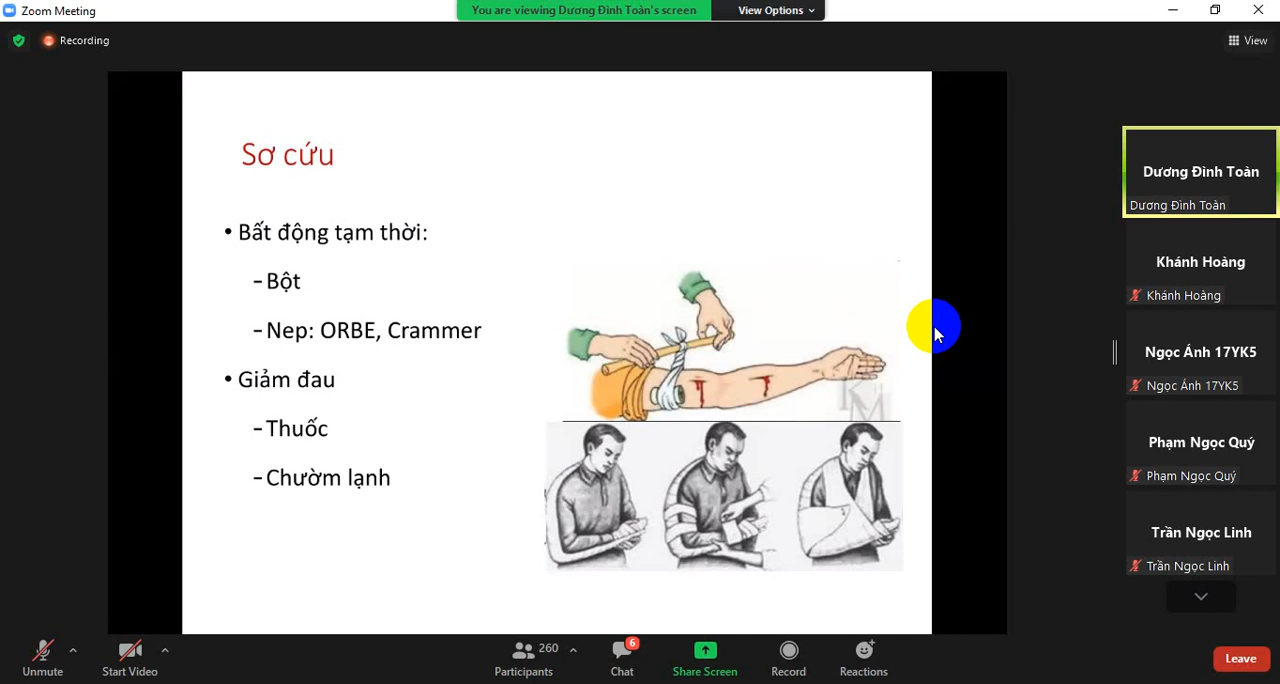 Zoom Meeting
You are viewing Dương Đình Toàn's screen
View Options
Recording
View
Sơ cứu
• Bất động tạm thời:
-Bột
-Nep: ORBE, Crammer
• Giảm đau
-Thuốc
-Chườm lạnh
KM
Dương Đình Toàn
Dương Đình Toàn
Khánh Hoàng
Khánh Hoàng
Ngọc Ánh 17YK5
Ngọc Ánh 17YK5
Phạm Ngọc Quý
Phạm Ngọc Quý
Trần Ngọc Linh
Trần Ngọc Linh
Unmute
Start Video
260
Participants
6
Chat
Share Screen
Record
Reactions
Leave